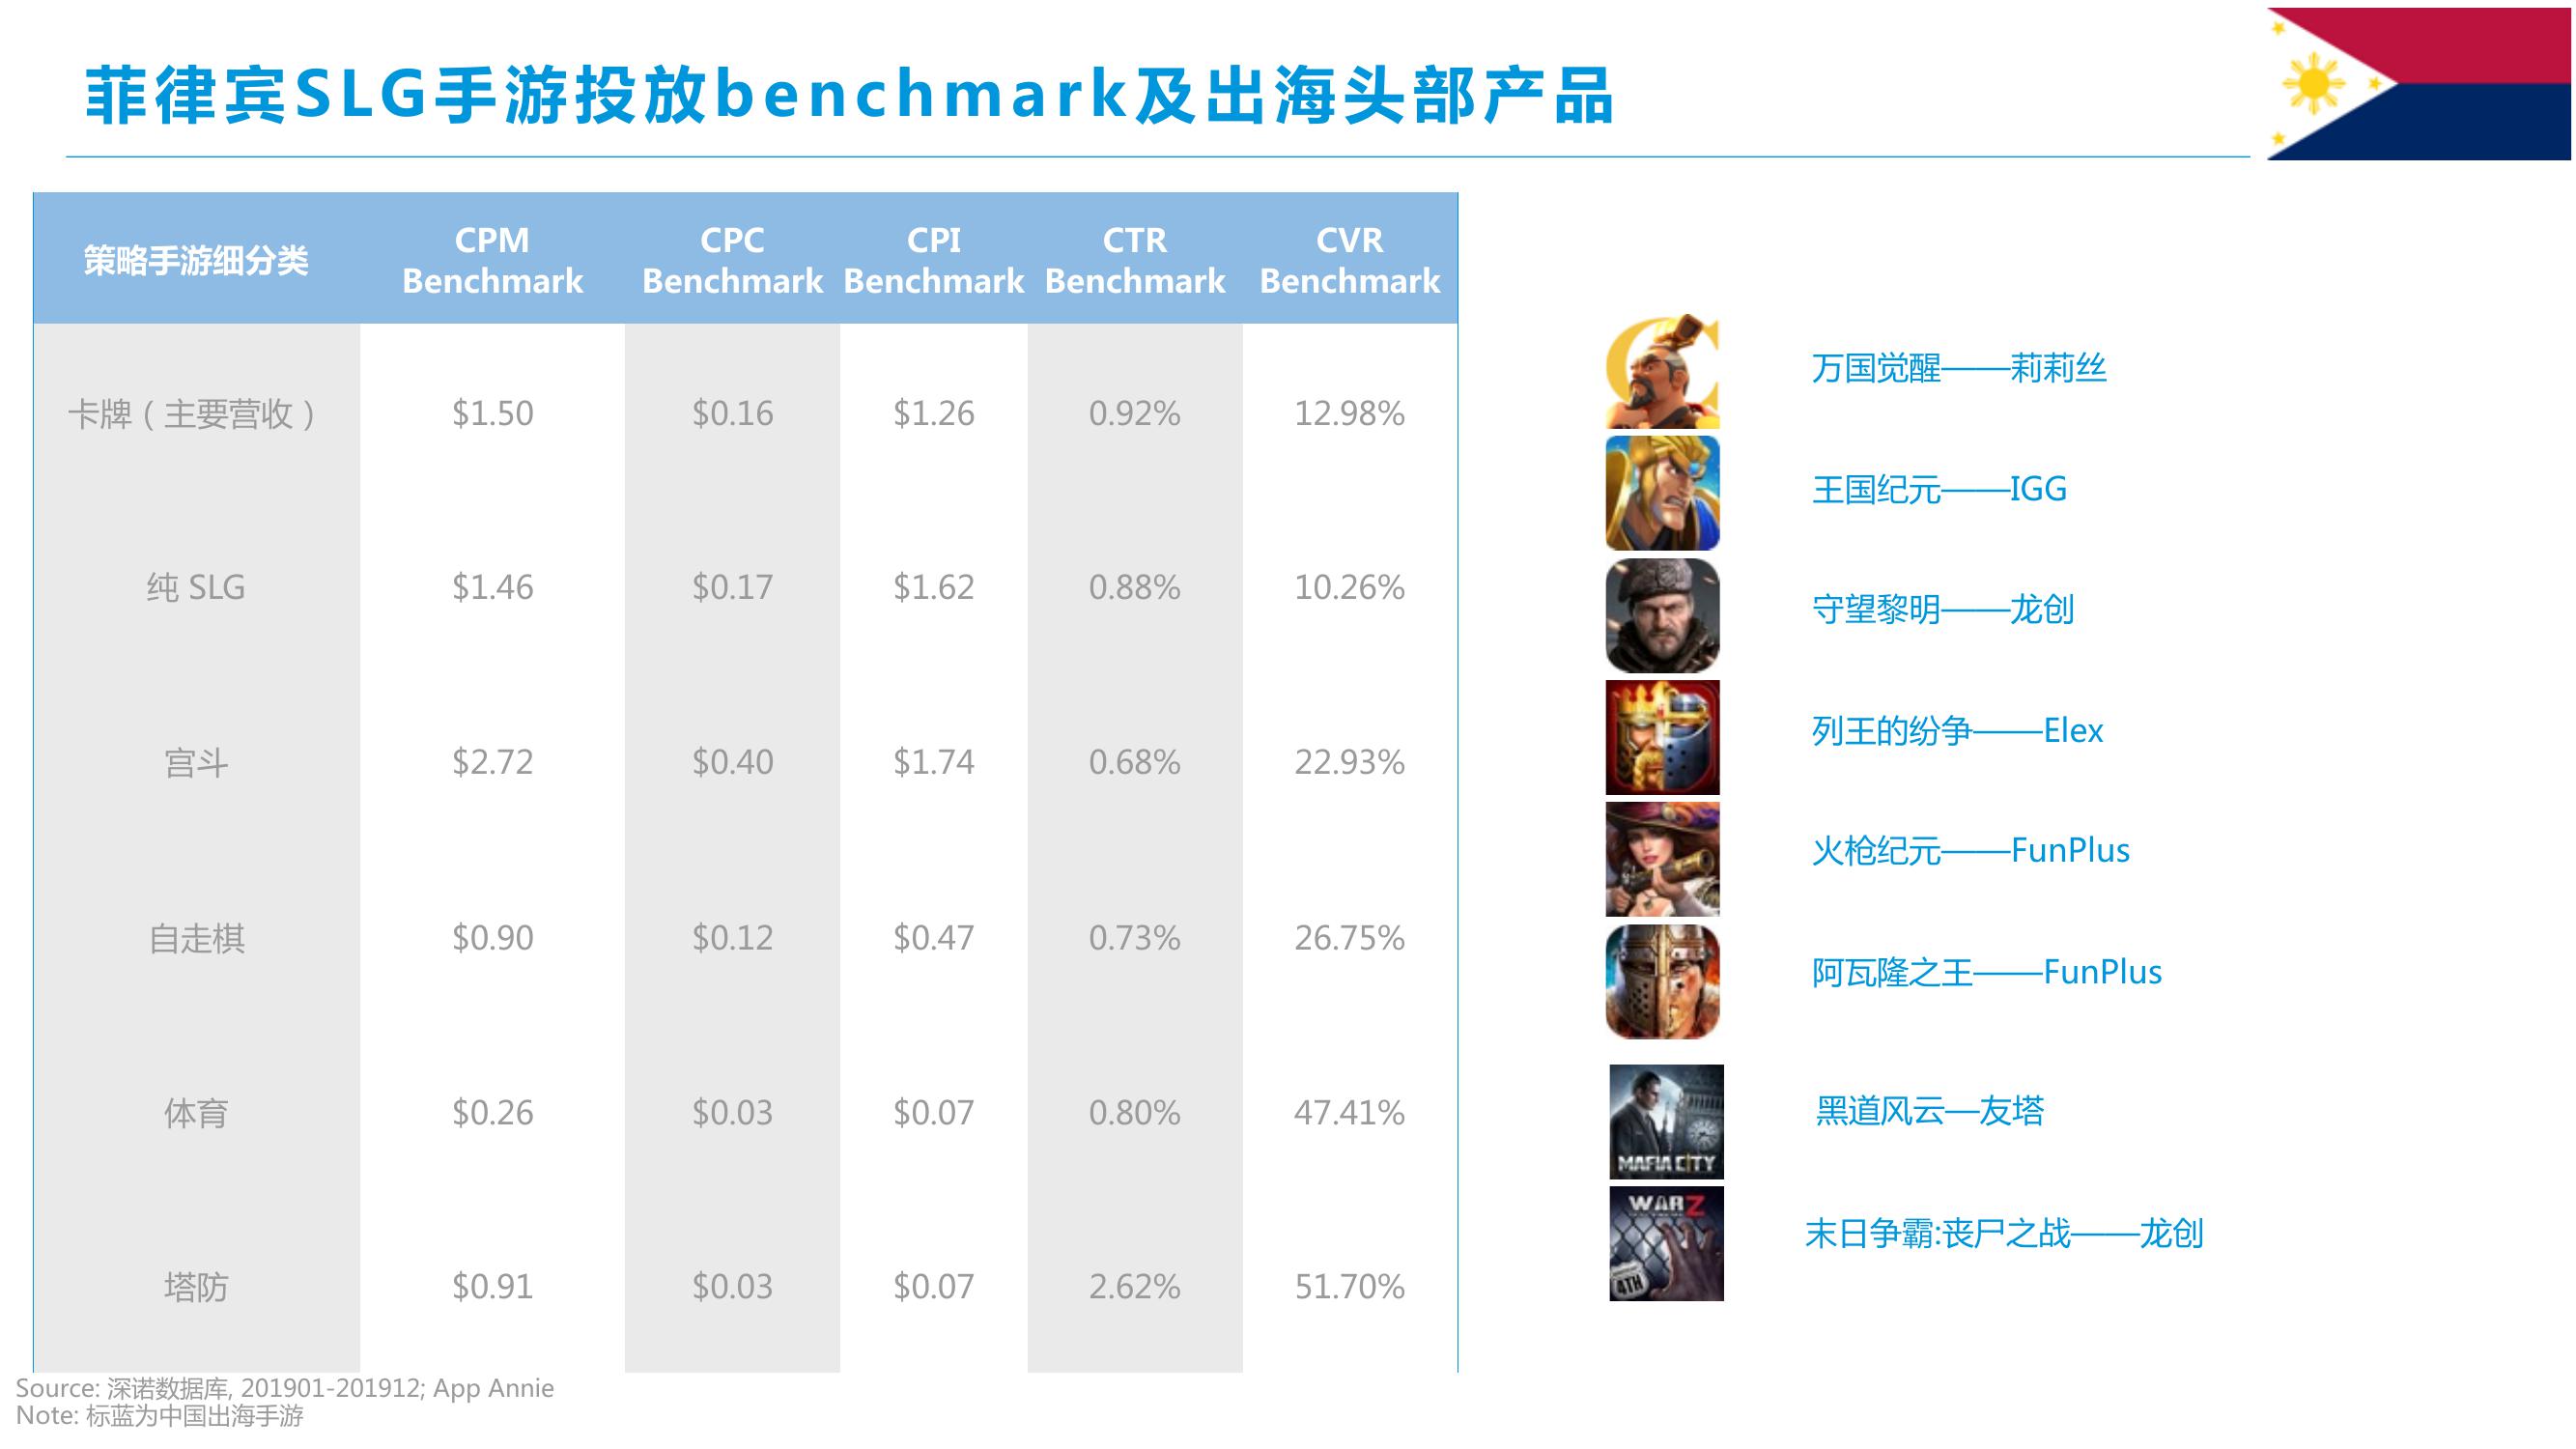 菲律宾SLG手游投放benchmark及出海头部产品
策略手游细分类 CPM Benchmark CPC Benchmark CPI Benchmark CTR Benchmark CVR Benchmark
卡牌（主要营收） $1.50 $0.16 $1.26 0.92% 12.98%
纯 SLG $1.46 $0.17 $1.62 0.88% 10.26%
宫斗 $2.72 $0.40 $1.74 0.68% 22.93%
自走棋 $0.90 $0.12 $0.47 0.73% 26.75%
体育 $0.26 $0.03 $0.07 0.80% 47.41%
塔防 $0.91 $0.03 $0.07 2.62% 51.70%
万国觉醒——莉莉丝
王国纪元——IGG
守望黎明——龙创
列王的纷争——Elex
火枪纪元——FunPlus
阿瓦隆之王——FunPlus
MAFIA CITY
黑道风云—友塔
WARZ
4TH
末日争霸:丧尸之战——龙创
Source: 深诺数据库, 201901-201912; App Annie
Note: 标蓝为中国出海手游